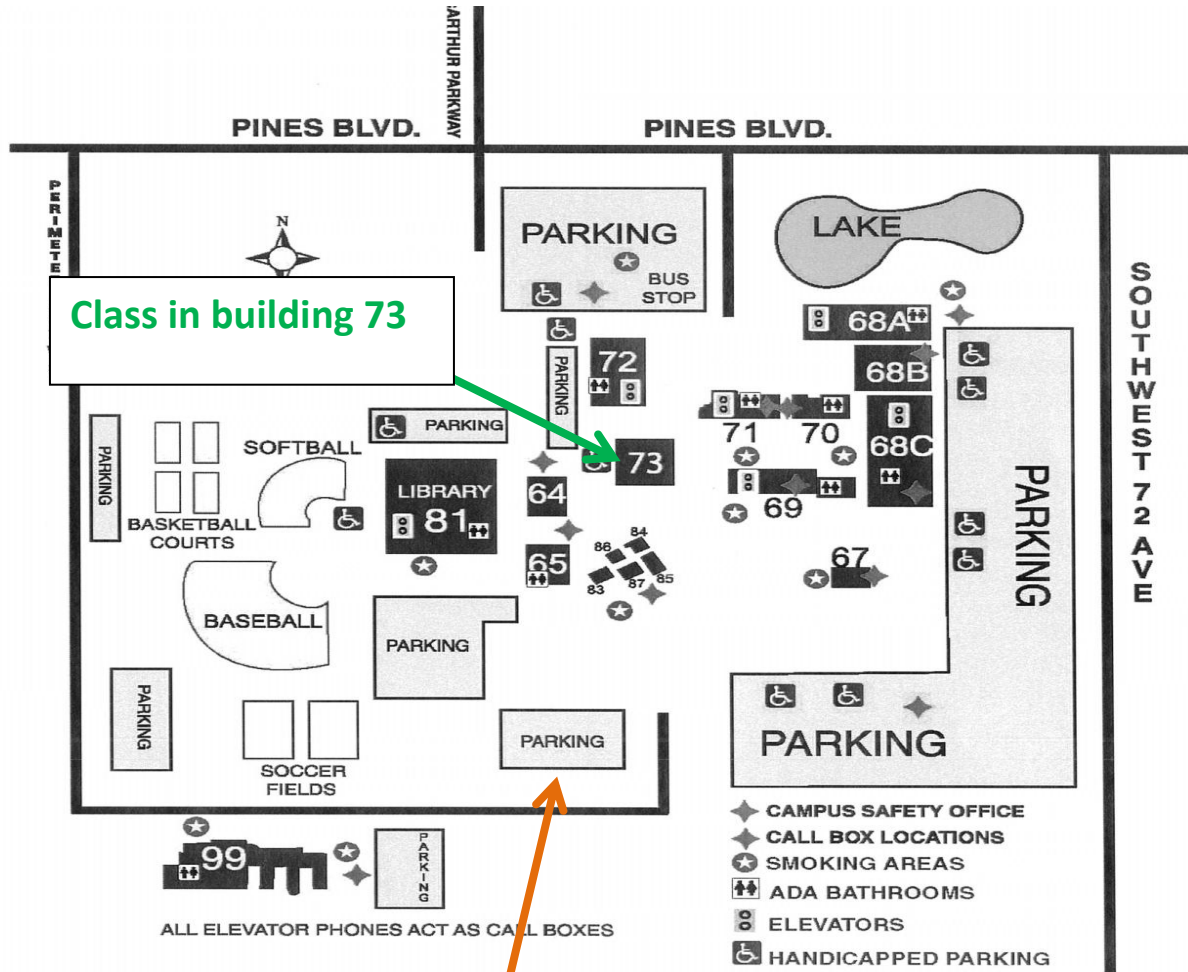 ARTHUR PARKWAY
PINES BLVD.
PINES BLVD.
PERIMETE
N
PARKING
BUS
STOP
LAKE
SOUTHWEST 72 AVE
Class in building 73
68A
72
68B
PARKING
71
70
68C
PARKING
SOFTBALL
PARKING
73
LIBRARY
81
64
69
BASKETBALL
COURTS
PARKING
65
86
84
83
87
85
67
BASEBALL
PARKING
PARKING
PARKING
PARKING
SOCCER
FIELDS
99
PARKING
CAMPUS SAFETY OFFICE
CALL BOX LOCATIONS
SMOKING AREAS
ADA BATHROOMS
ELEVATORS
HANDICAPPED PARKING
ALL ELEVATOR PHONES ACT AS CALL BOXES